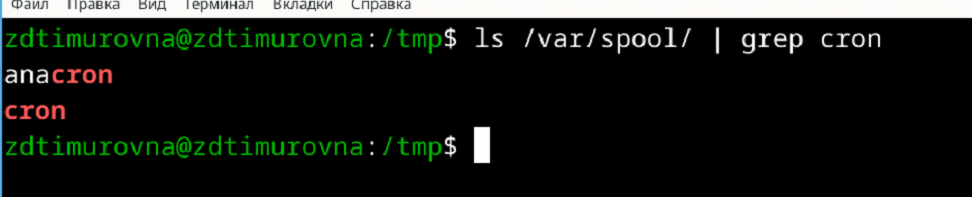 Файл Правка Вид Терминал Вкладки Справка
zdtimurovna@zdtimurovna:/tmp$ ls /var/spool/ | grep cron
anacron
cron
zdtimurovna@zdtimurovna:/tmp$